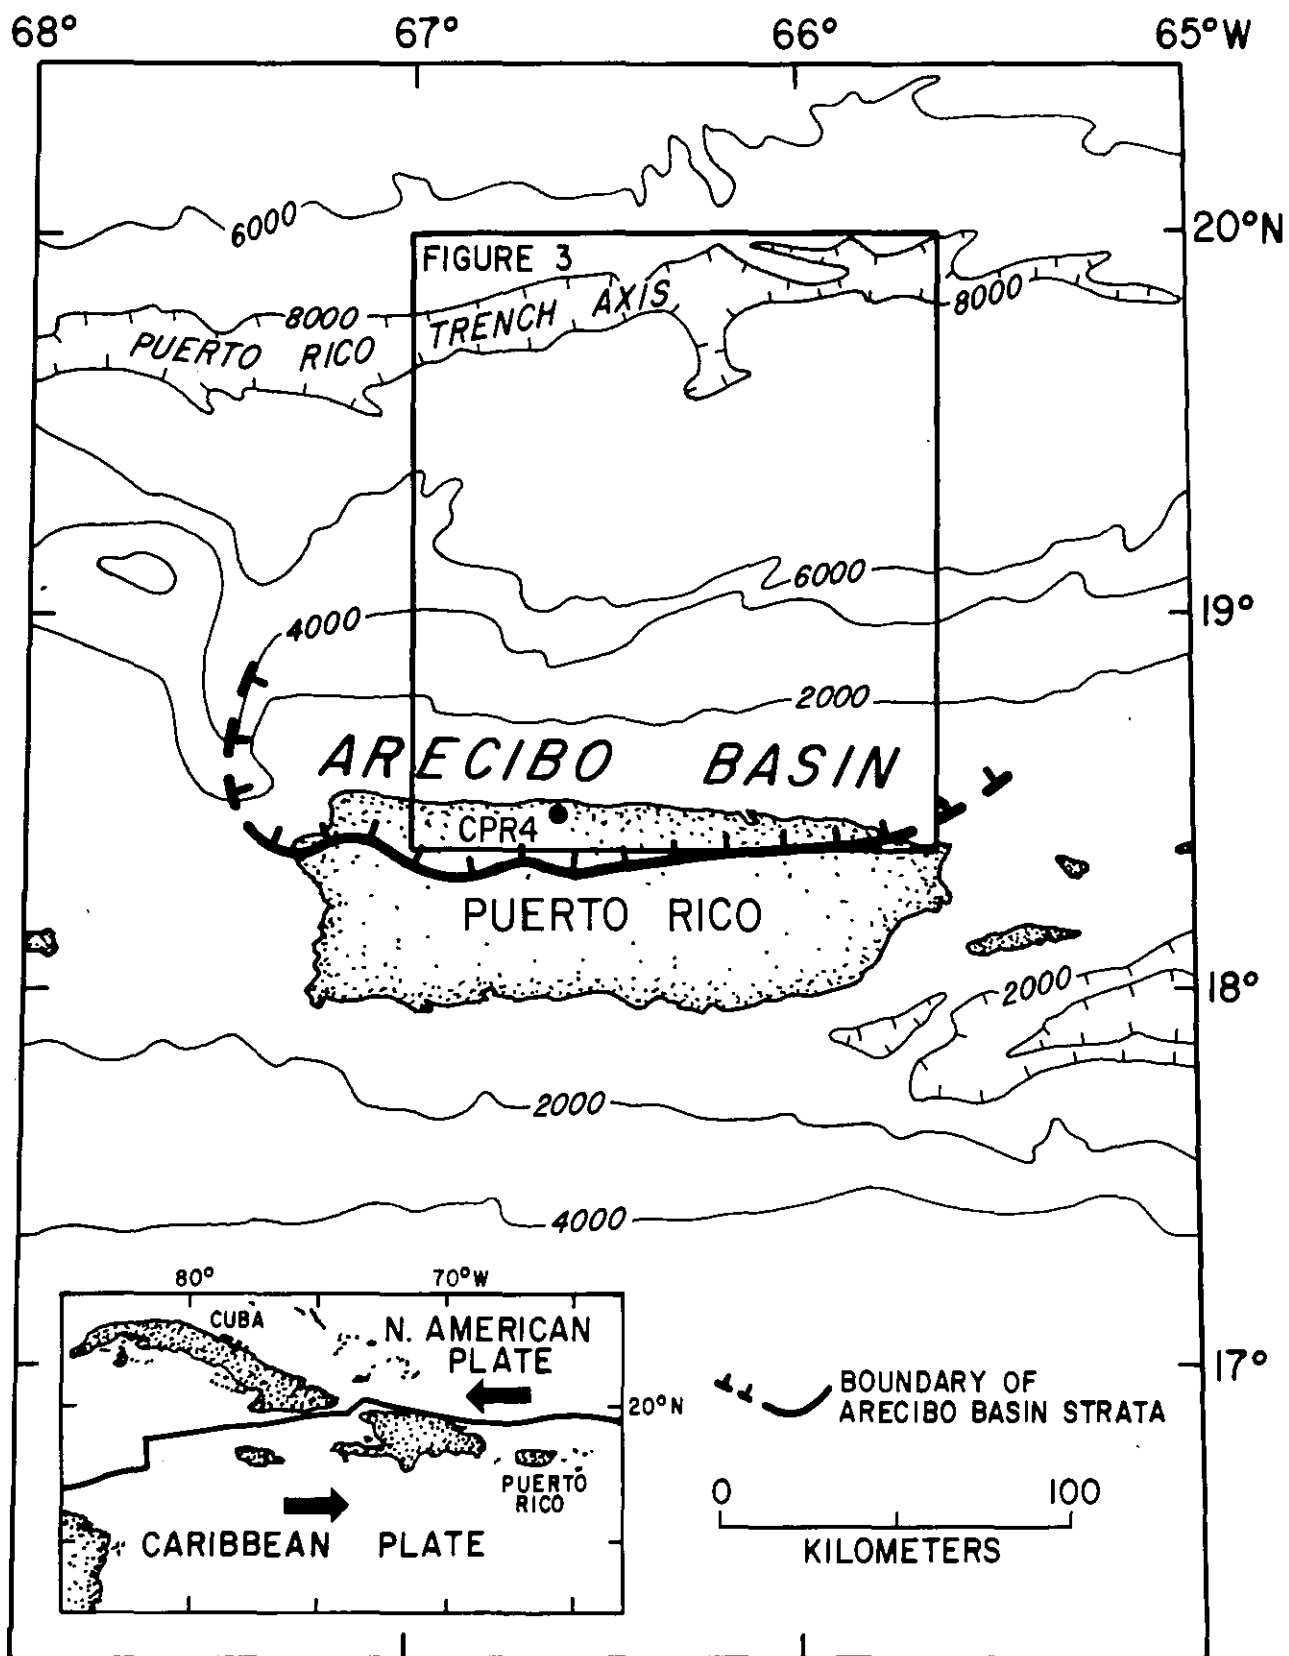 68° 67° 66° 65°W
6000
20°N
FIGURE 3
TRENCH AXIS
8000
8000
PUERTO RICO
6000
19°
4000
2000
ARECIBO BASIN
CPR4
PUERTO RICO
2000
18°
2000
4000
80° 70°W
CUBA
N. AMERICAN
PLATE
20°N
PUERTO
RICO
CARIBBEAN PLATE
17°
BOUNDARY OF
ARECIBO BASIN STRATA
0 100
KILOMETERS